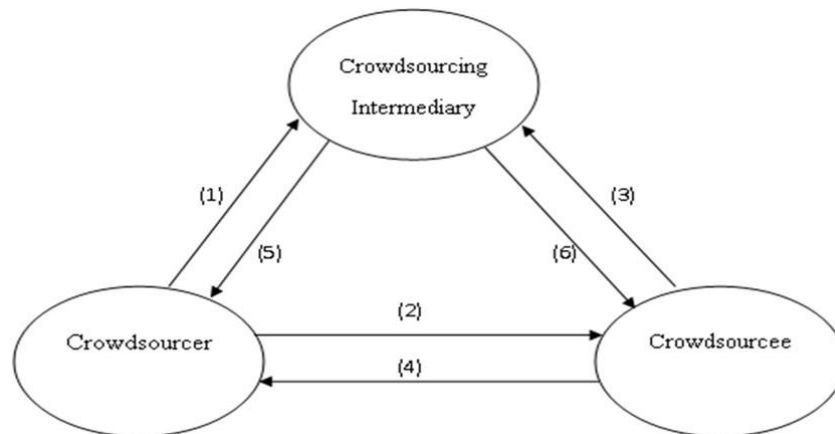 Crowdsourcing
Intermediary
(1)
(3)
(5)
(6)
(2)
Crowdsourcer
Crowdsourcee
(4)